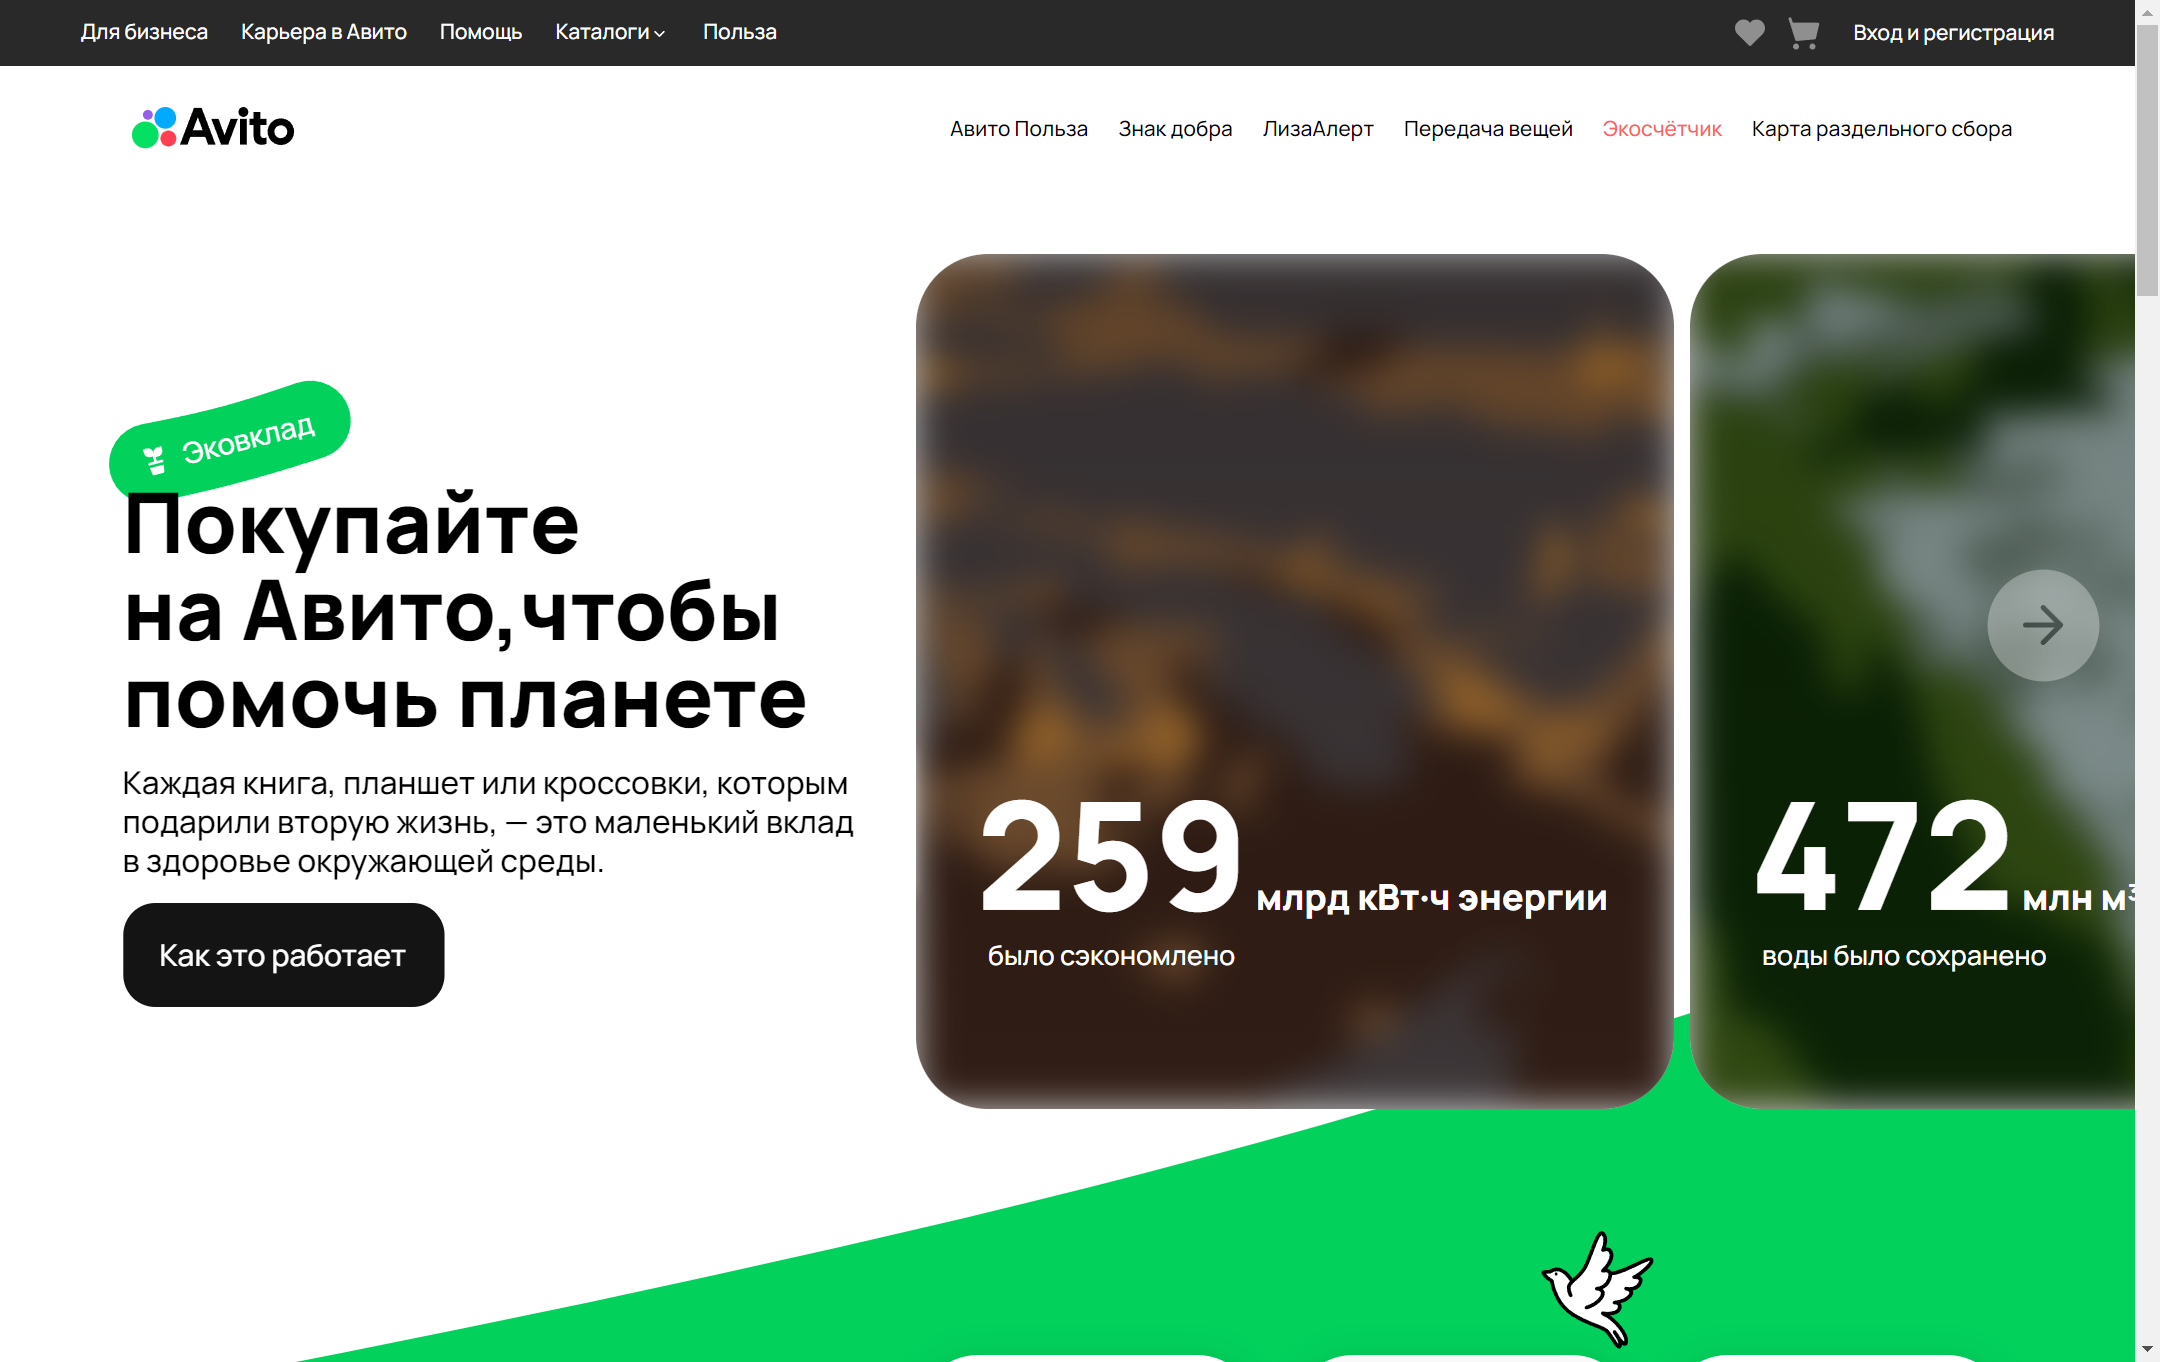 Для бизнеса Карьера в Авито Помощь Каталоги Польза Вход и регистрация
Avito
Авито Польза Знак добра ЛизаАлерт Передача вещей Экосчётчик Карта раздельного сбора
Эковклад
Покупайте
на Авито,чтобы
помочь планете
Каждая книга, планшет или кроссовки, которым
подарили вторую жизнь, — это маленький вклад
в здоровье окружающей среды.
Как это работает
259 млрд кВт·ч энергии
было сэкономлено
472 млн м³
воды было сохранено